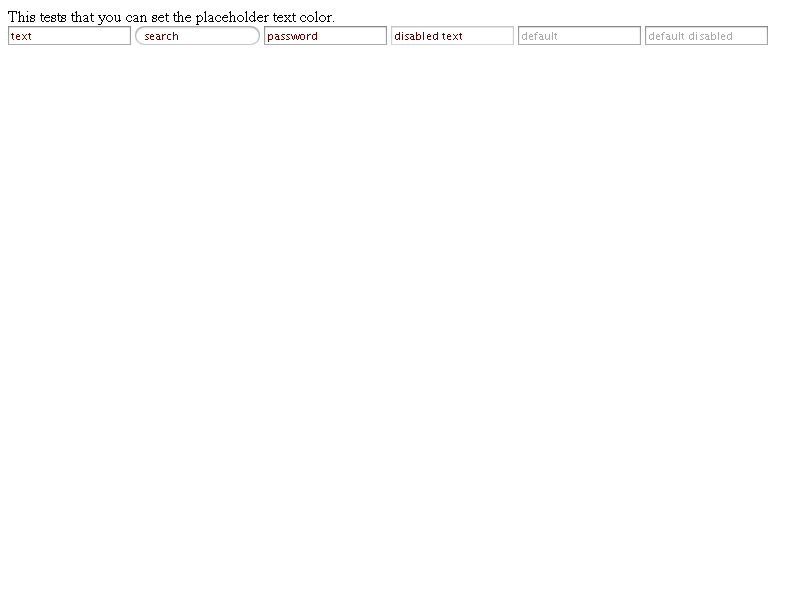 This tests that you can set the placeholder text color.
text search password disabled text default default disabled